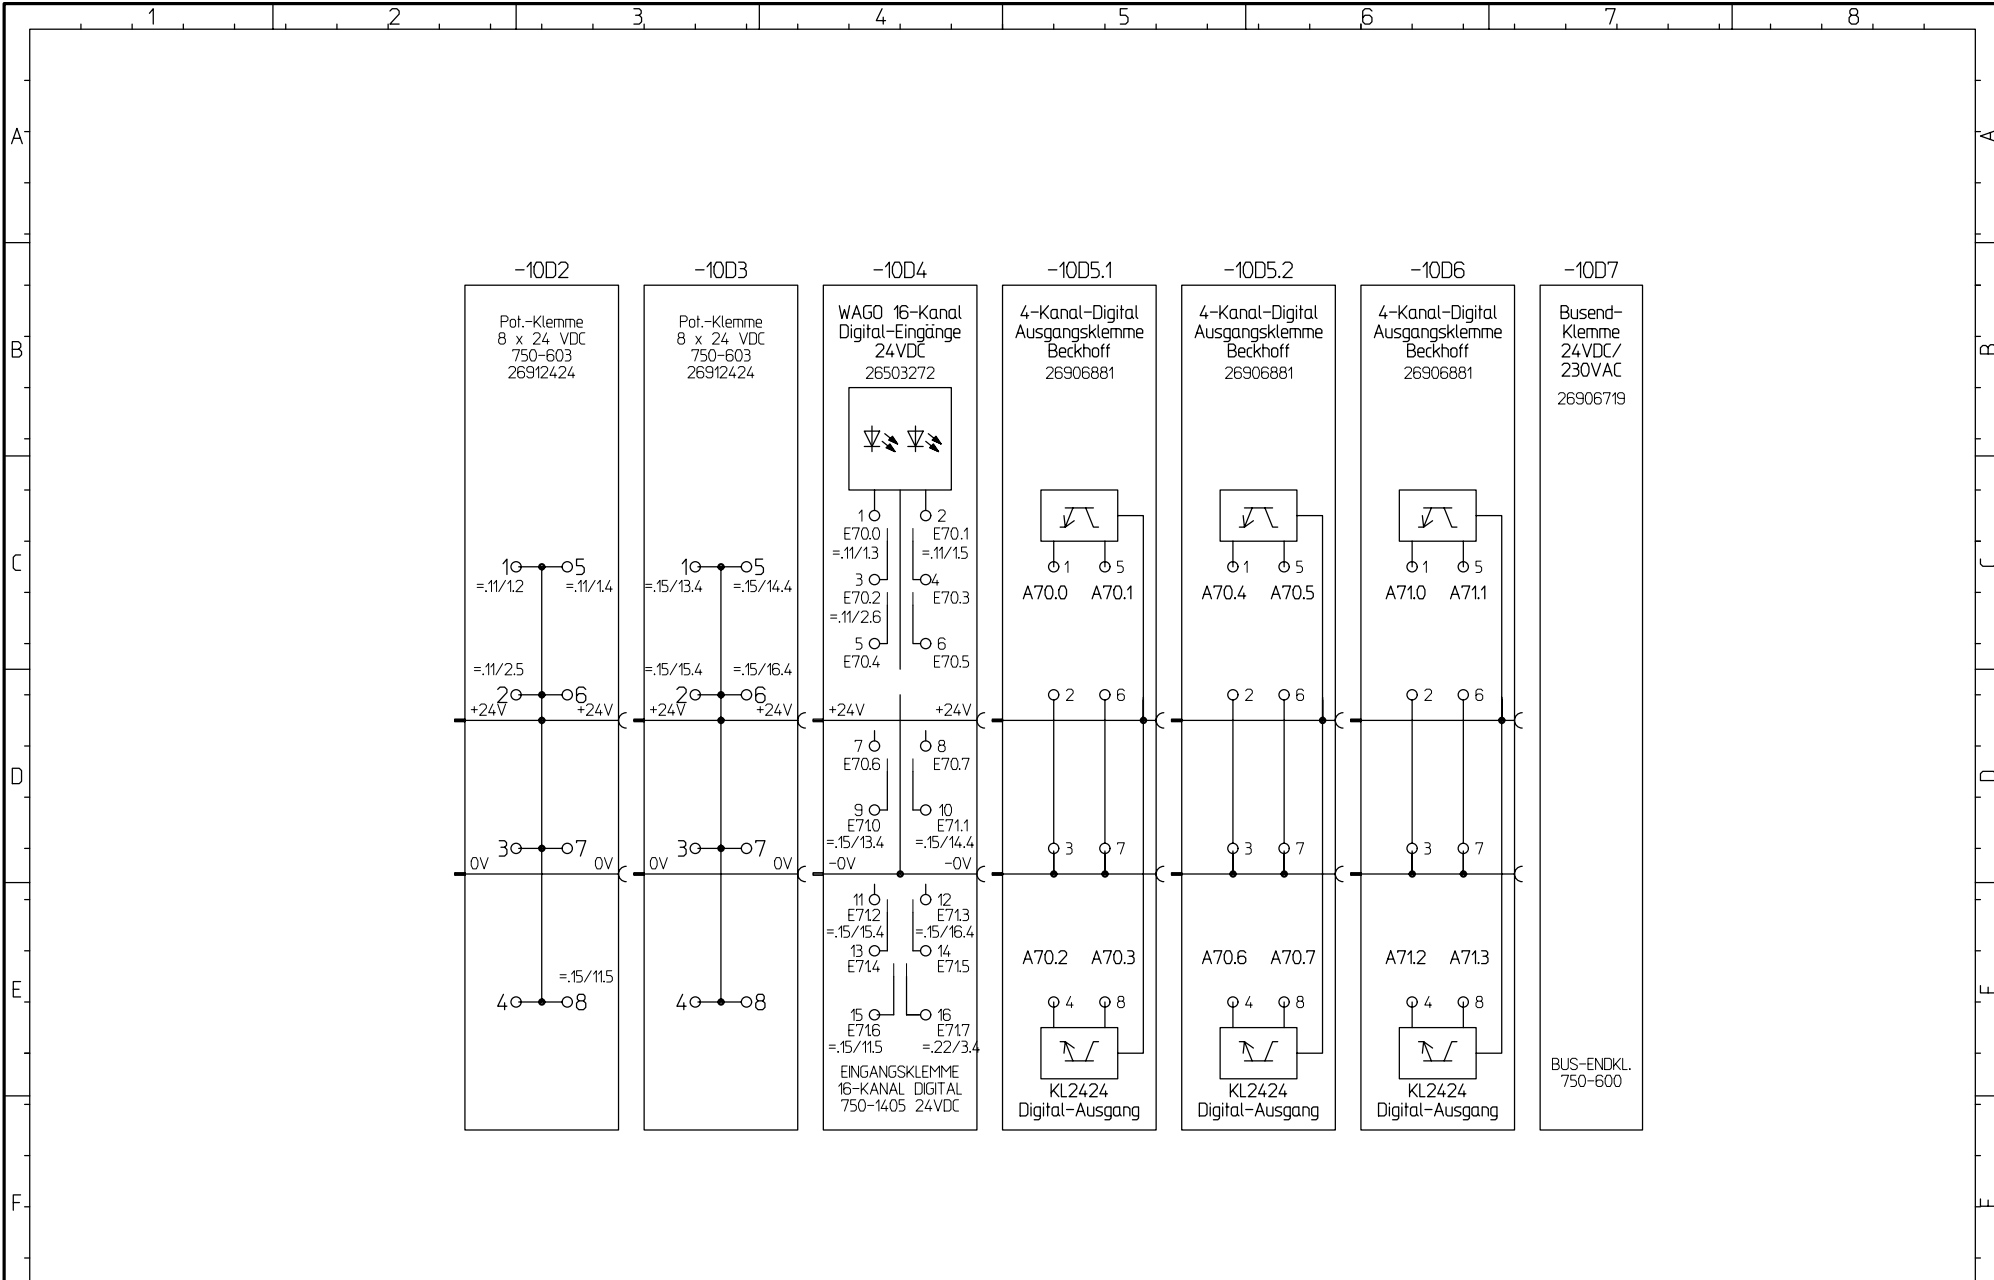 1 2 3 4 5 6 7 8
A
B
C
D
E
F
A
B
C
D
E
F
-10D2
Pot.-Klemme
8 x 24 VDC
750-603
26912424
1 5
=.11/1.2 =.11/1.4
=.11/2.5
2 6
+24V +24V
3 7
0V 0V
=.15/11.5
4 8
-10D3
Pot.-Klemme
8 x 24 VDC
750-603
26912424
1 5
=.15/13.4 =.15/14.4
=.15/15.4 =.15/16.4
2 6
+24V +24V
3 7
0V 0V
4 8
-10D4
WAGO 16-Kanal
Digital-Eingänge
24VDC
26503272
1 2
E70.0 E70.1
=.11/1.3 =.11/1.5
3 4
E70.2 E70.3
=.11/2.6
5 6
E70.4 E70.5
+24V +24V
7 8
E70.6 E70.7
9 10
E71.0 E71.1
=.15/13.4 =.15/14.4
-0V -0V
11 12
E71.2 E71.3
=.15/15.4 =.15/16.4
13 14
E71.4 E71.5
15 16
E71.6 E71.7
=.15/11.5 =.22/3.4
EINGANGSKLEMME
16-KANAL DIGITAL
750-1405 24VDC
-10D5.1
4-Kanal-Digital
Ausgangsklemme
Beckhoff
26906881
1 5
A70.0 A70.1
2 6
3 7
A70.2 A70.3
4 8
KL2424
Digital-Ausgang
-10D5.2
4-Kanal-Digital
Ausgangsklemme
Beckhoff
26906881
1 5
A70.4 A70.5
2 6
3 7
A70.6 A70.7
4 8
KL2424
Digital-Ausgang
-10D6
4-Kanal-Digital
Ausgangsklemme
Beckhoff
26906881
1 5
A71.0 A71.1
2 6
3 7
A71.2 A71.3
4 8
KL2424
Digital-Ausgang
-10D7
Busend-
Klemme
24VDC/
230VAC
26906719
BUS-ENDKL.
750-600